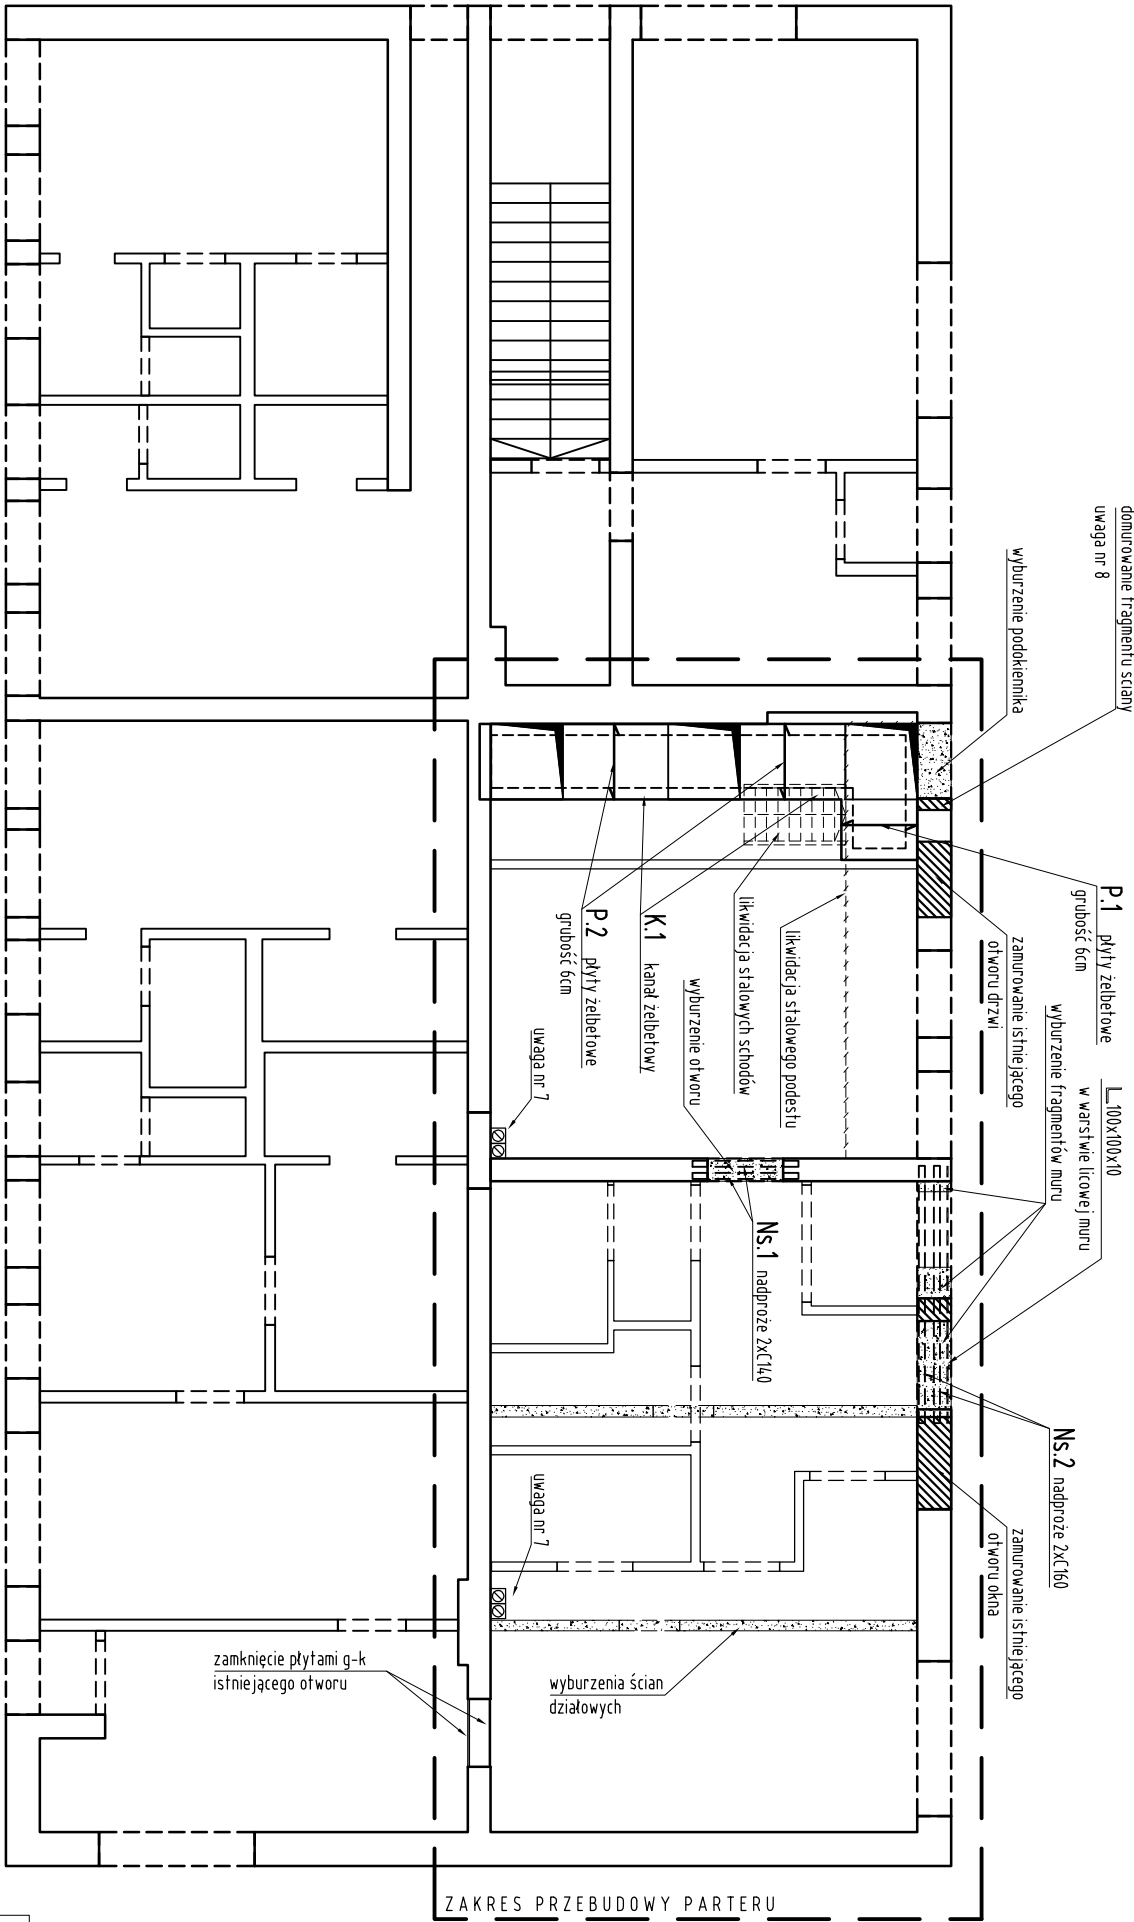 domurowanie fragmentu ściany
uwaga nr 8
wyburzenie podokiennika
P.1 płyty żelbetowe
grubość 6cm
zamurowanie istniejącego
otworu drzwi
L 100x100x10
w warstwie licowej muru
wyburzenie fragmentów muru
Ns.2 nadproże 2xC160
zamurowanie istniejącego
otworu okna
likwidacja stalowego podestu
likwidacja stalowych schodów
wyburzenie otworu
K.1 kanał żelbetowy
P.2 płyty żelbetowe
grubość 6cm
uwaga nr 7
Ns.1 nadproże 2xC140
uwaga nr 7
zamknięcie płytami g-k
istniejącego otworu
wyburzenia ścian
działowych
ZAKRES PRZEBUDOWY PARTERU